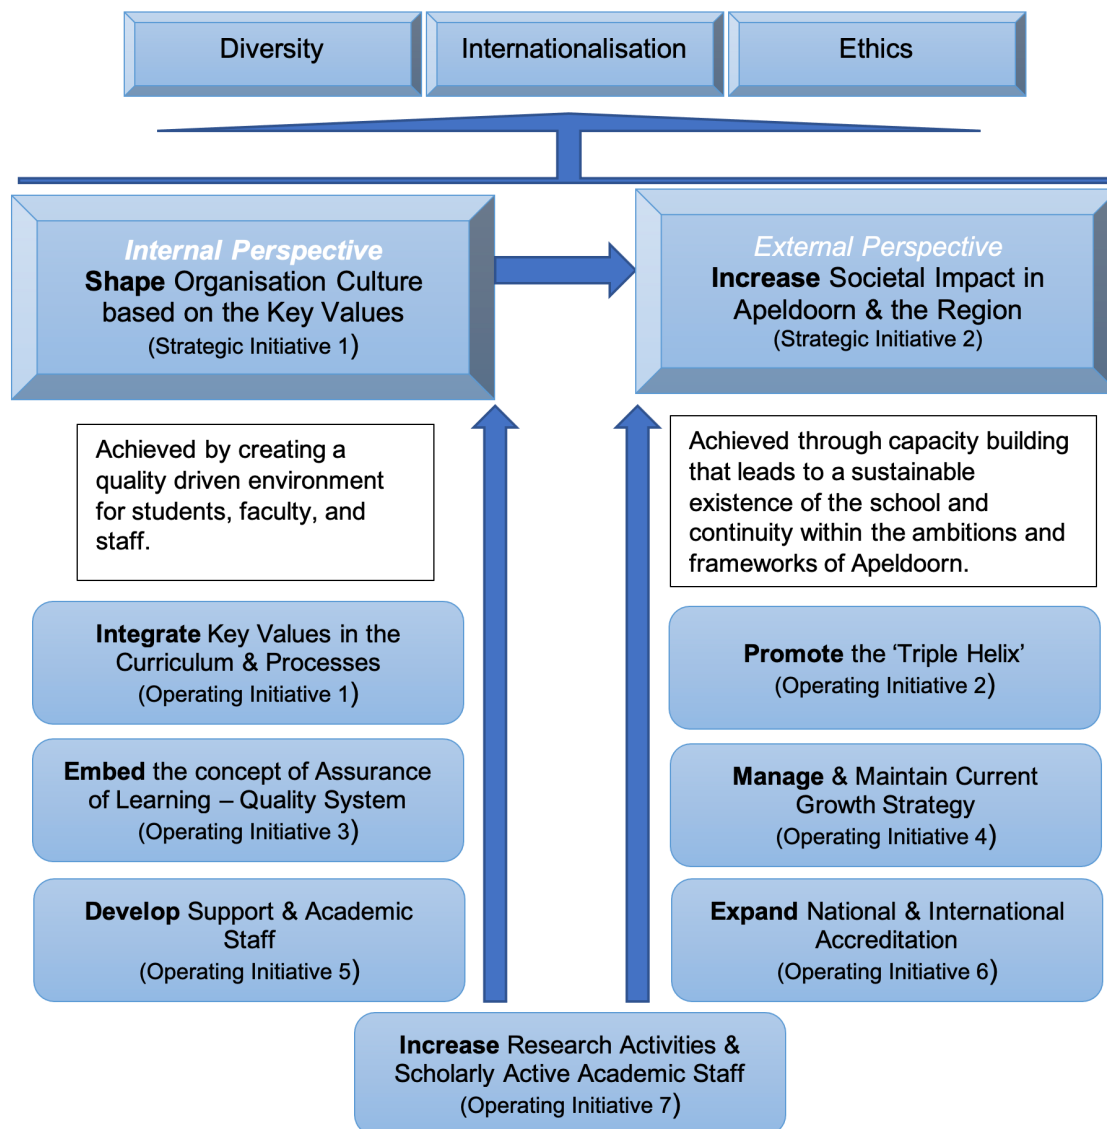 Diversity
Internationalisation
Ethics
Internal Perspective
Shape Organisation Culture
based on the Key Values
(Strategic Initiative 1)
External Perspective
Increase Societal Impact in
Apeldoorn & the Region
(Strategic Initiative 2)
Achieved by creating a
quality driven environment
for students, faculty, and
staff.
Achieved through capacity building
that leads to a sustainable
existence of the school and
continuity within the ambitions and
frameworks of Apeldoorn.
Integrate Key Values in the
Curriculum & Processes
(Operating Initiative 1)
Promote the ‘Triple Helix’
(Operating Initiative 2)
Embed the concept of Assurance
of Learning – Quality System
(Operating Initiative 3)
Manage & Maintain Current
Growth Strategy
(Operating Initiative 4)
Develop Support & Academic
Staff
(Operating Initiative 5)
Expand National & International
Accreditation
(Operating Initiative 6)
Increase Research Activities &
Scholarly Active Academic Staff
(Operating Initiative 7)